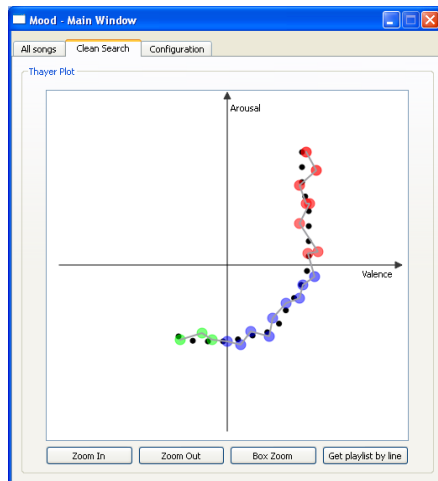 Mood - Main Window
All songs Clean Search Configuration
Thayer Plot
Arousal
Valence
Zoom In Zoom Out Box Zoom Get playlist by line